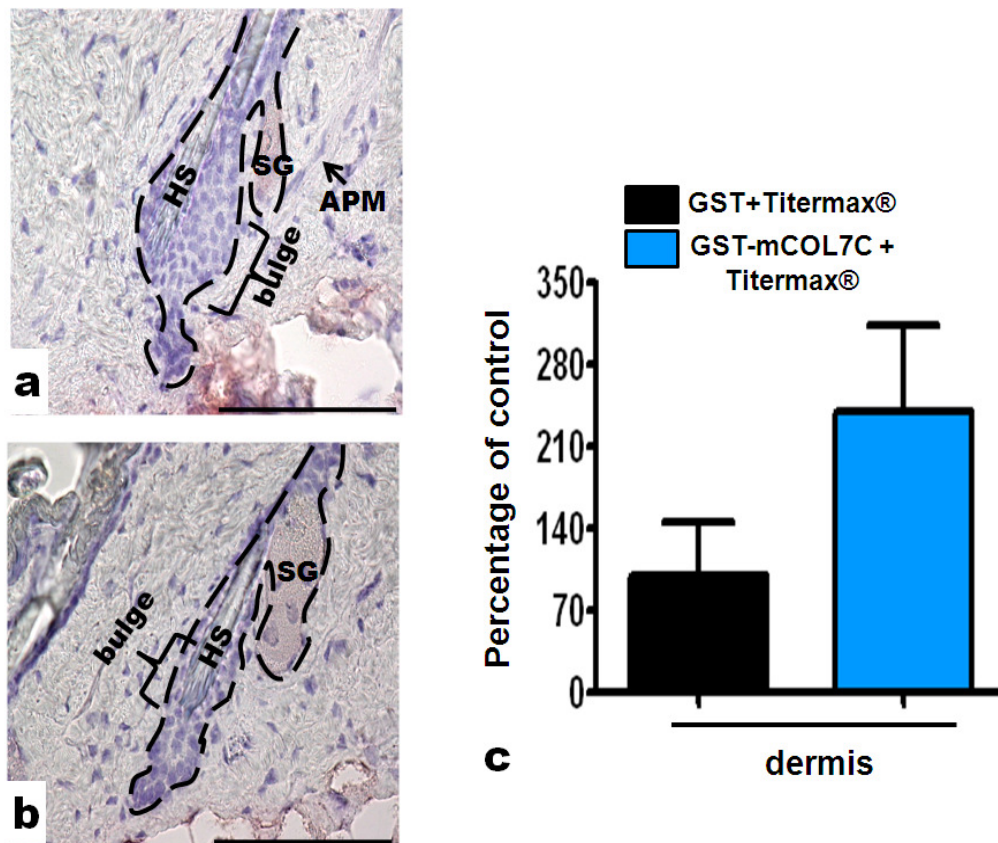 HS
SG
APM
bulge
a
bulge
HS
SG
b
GST+Titermax®
GST-mCOL7C +
Titermax®
Percentage of control
350
280
210
140
70
0
dermis
c